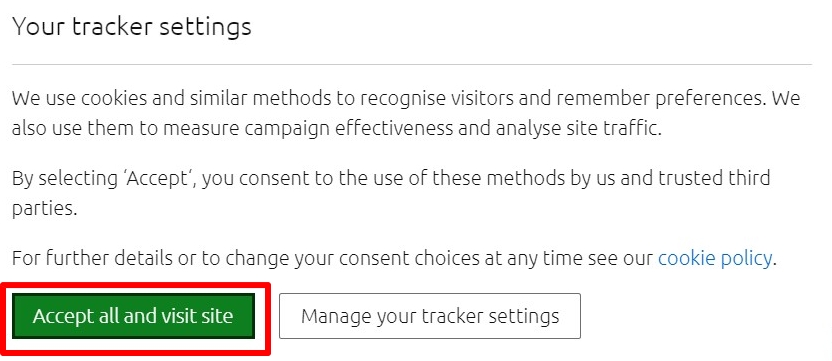 Your tracker settings
We use cookies and similar methods to recognise visitors and remember preferences. We
also use them to measure campaign effectiveness and analyse site traffic.
By selecting ‘Accept‘, you consent to the use of these methods by us and trusted third
parties.
For further details or to change your consent choices at any time see our cookie policy.
Accept all and visit site
Manage your tracker settings